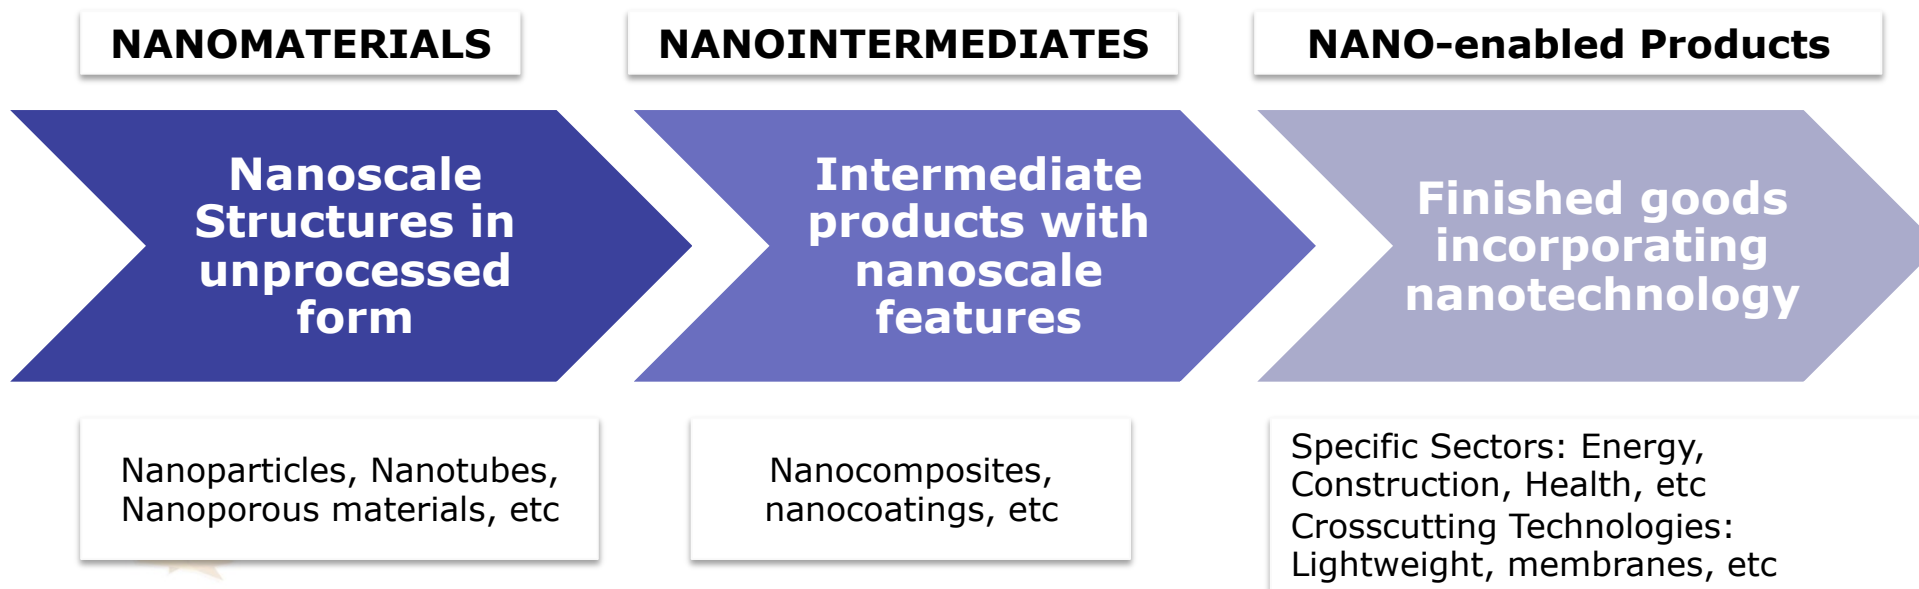 NANOMATERIALS
NANOINTERMEDIATES
NANO-enabled Products
Nanoscale
Structures in
unprocessed
form
Intermediate
products with
nanoscale
features
Finished goods
incorporating
nanotechnology
Nanoparticles, Nanotubes,
Nanoporous materials, etc
Nanocomposites,
nanocoatings, etc
Specific Sectors: Energy,
Construction, Health, etc
Crosscutting Technologies:
Lightweight, membranes, etc